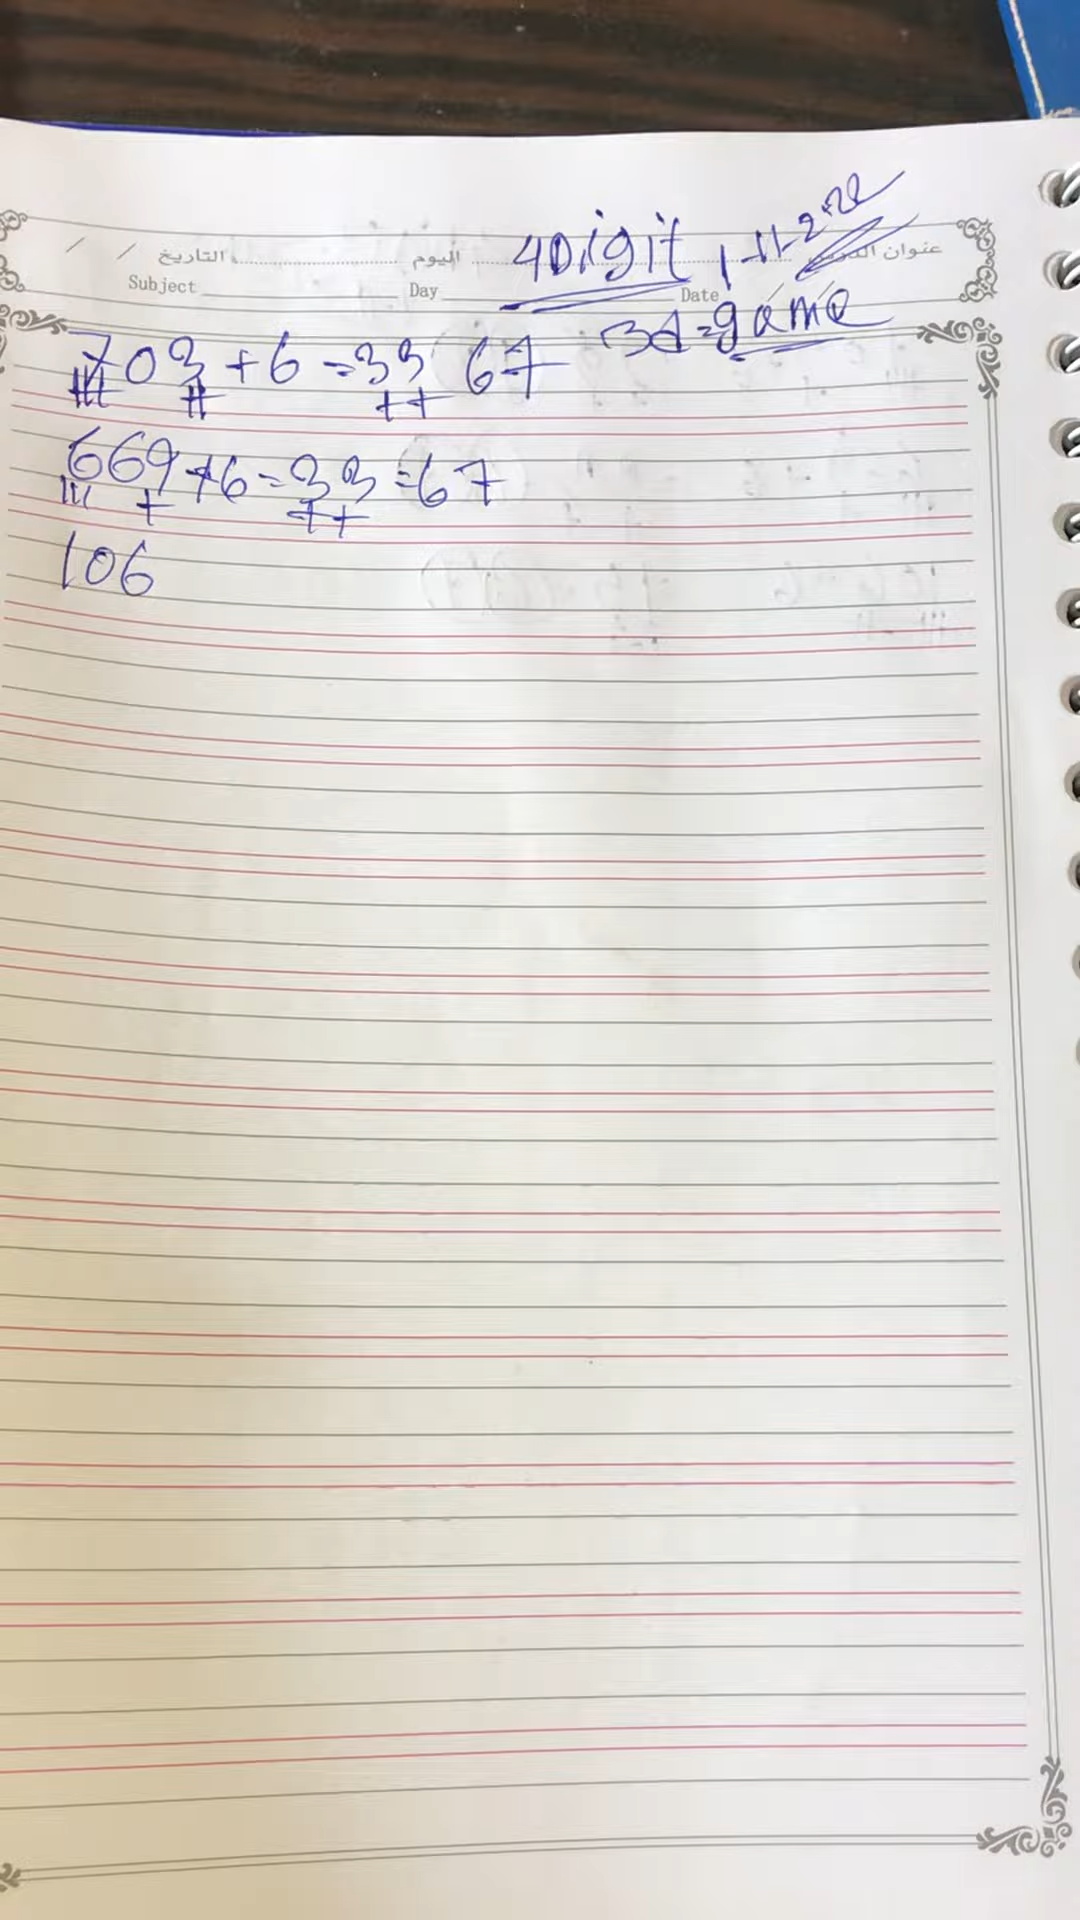 4Digit 1-11-2022
عنوان الدرس اليوم التاريخ / /
Subject Day Date
3d=game
703+6=33 67
669+6=33=67
106